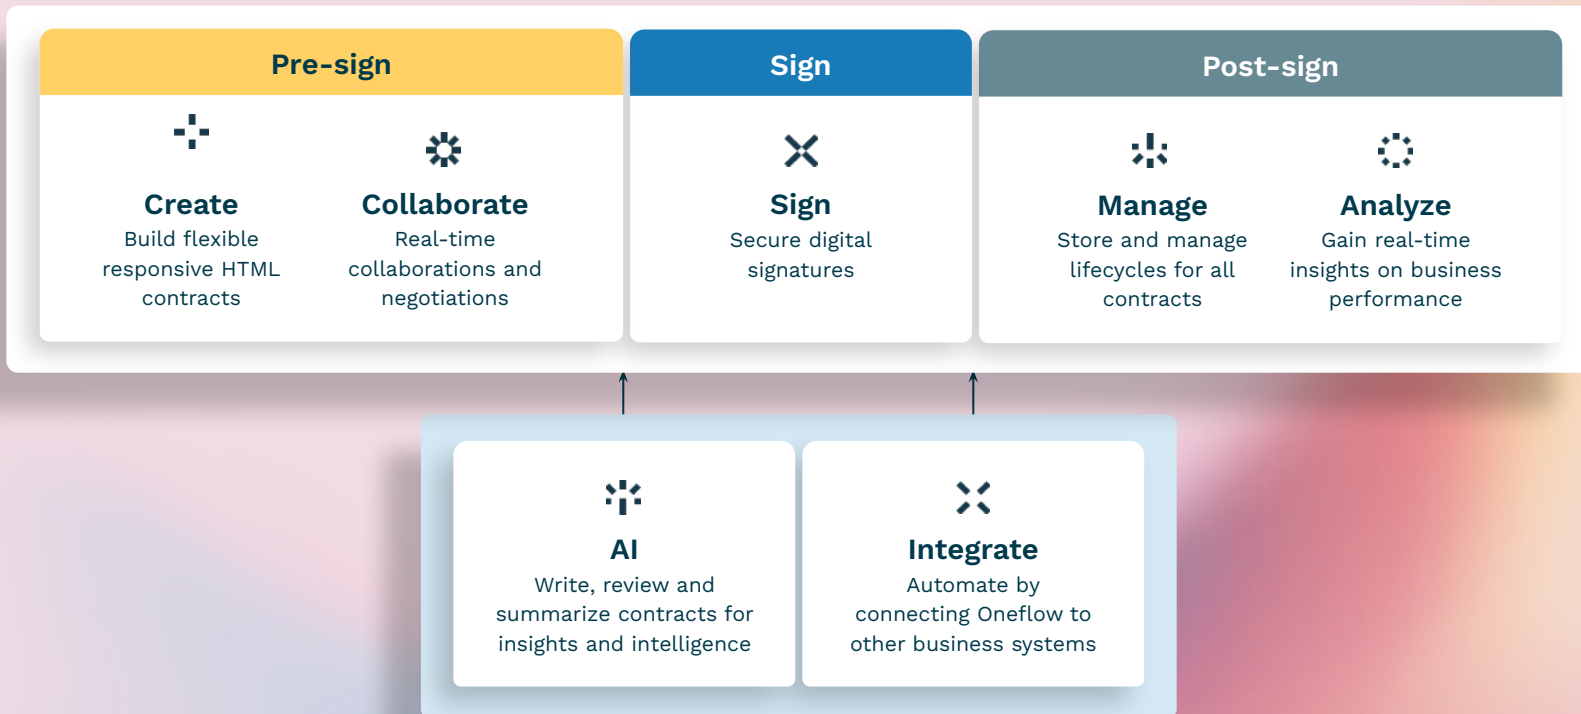 Pre-sign
Create
Build flexible
responsive HTML
contracts
Collaborate
Real-time
collaborations and
negotiations
Sign
Sign
Secure digital
signatures
Post-sign
Manage
Store and manage
lifecycles for all
contracts
Analyze
Gain real-time
insights on business
performance
AI
Write, review and
summarize contracts for
insights and intelligence
Integrate
Automate by
connecting Oneflow to
other business systems